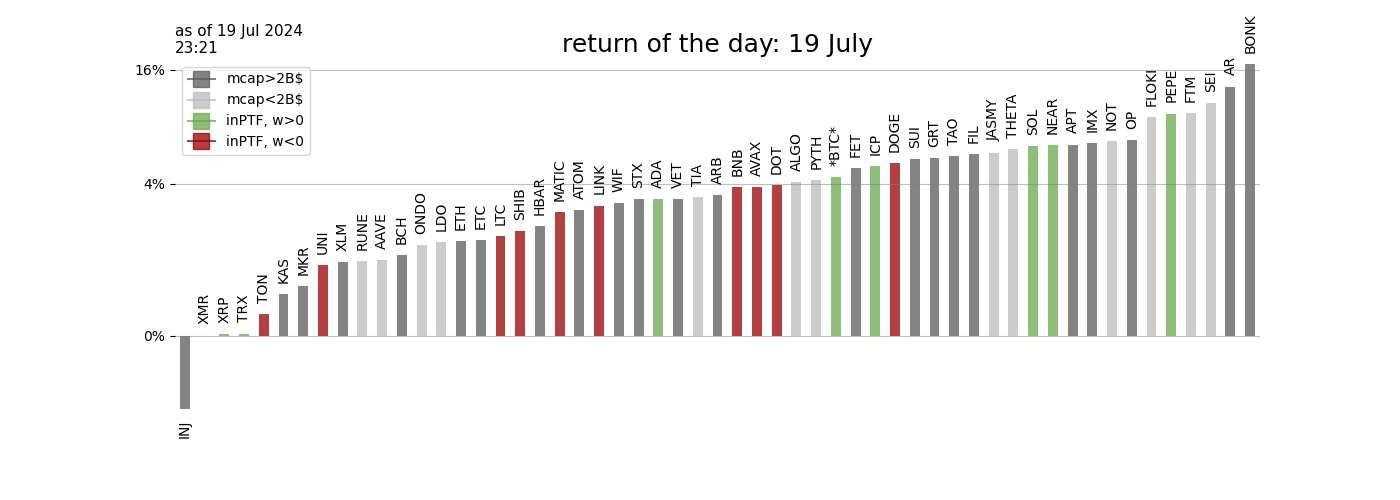 as of 19 Jul 2024
23:21
return of the day: 19 July
16%
4%
0%
mcap>2B$
mcap<2B$
inPTF, w>0
inPTF, w<0
INJ
XMR
XRP
TRX
TON
KAS
MKR
UNI
XLM
RUNE
AAVE
BCH
ONDO
LDO
ETH
ETC
LTC
SHIB
HBAR
MATIC
ATOM
LINK
WIF
STX
ADA
VET
TIA
ARB
BNB
AVAX
DOT
ALGO
PYTH
*BTC*
FET
ICP
DOGE
SUI
GRT
TAO
FIL
JASMY
THETA
SOL
NEAR
APT
IMX
NOT
OP
FLOKI
PEPE
FTM
SEI
AR
BONK